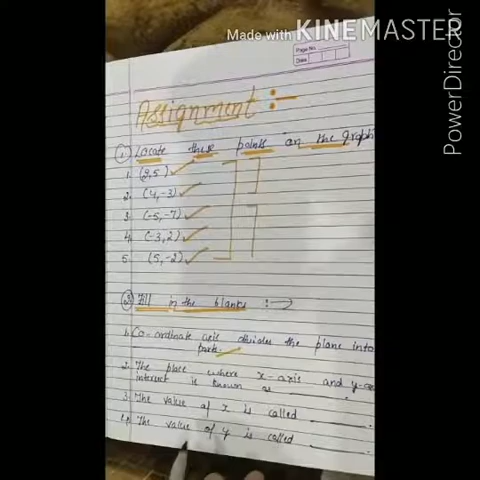 Made with KINEMASTER
PowerDirector
Page No.
Date
Assignment :-
① Locate these points on the graph
1. (2,5)
2. (4,-3)
3. (-5,-7)
4. (-3,2)
5. (5,-2)
② Fill in the blanks :→
1. Co-ordinate axis divides the plane into
parts.
2. The place where x-axis and y-axis
intersect is known as ______.
3. The value of x is called ______.
4. The value of y is called ______.